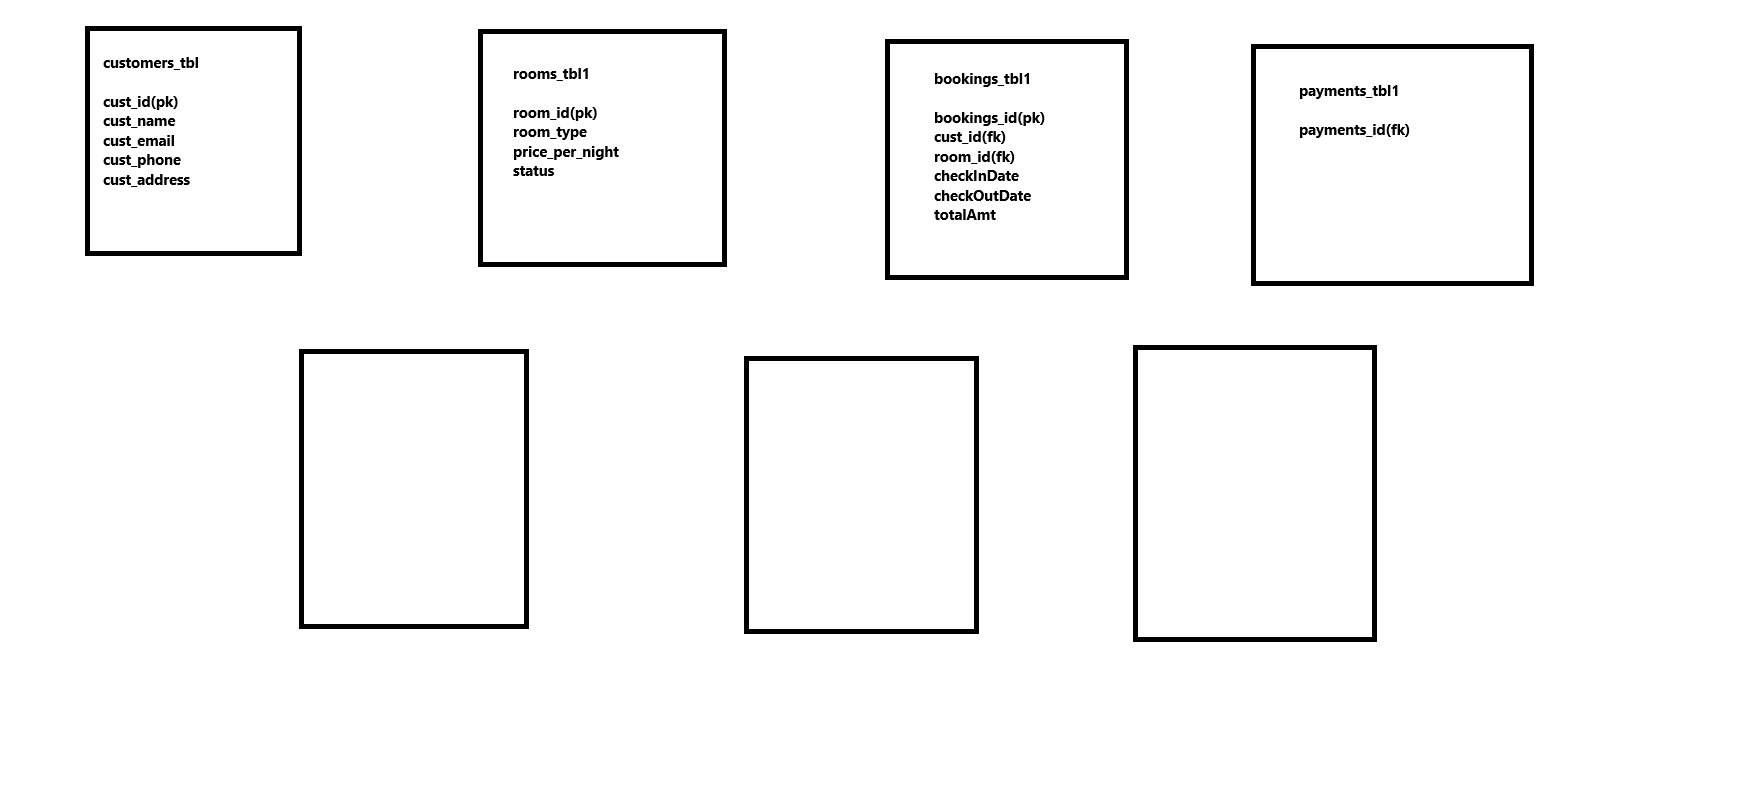 customers_tbl
cust_id(pk)
cust_name
cust_email
cust_phone
cust_address
rooms_tbl1
room_id(pk)
room_type
price_per_night
status
bookings_tbl1
bookings_id(pk)
cust_id(fk)
room_id(fk)
checkInDate
checkOutDate
totalAmt
payments_tbl1
payments_id(fk)